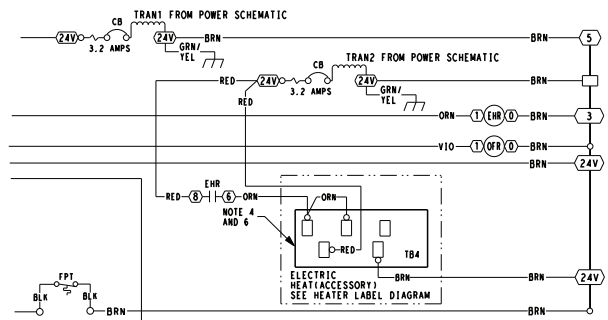 TRAN1 FROM POWER SCHEMATIC
CB
24V
3.2 AMPS
24V
BRN
BRN
5
GRN/
YEL
TRAN2 FROM POWER SCHEMATIC
CB
RED
24V
3.2 AMPS
24V
BRN
GRN/
YEL
RED
ORN
1
EHR
0
BRN
3
VIO
1
OFR
0
BRN
BRN
24V
EHR
RED
8
6
ORN
ORN
NOTE 4
AND 6
RED
TB4
ELECTRIC
HEAT(ACCESSORY)
SEE HEATER LABEL DIAGRAM
BRN
BRN
24V
FPT
BLK
BLK
BRN